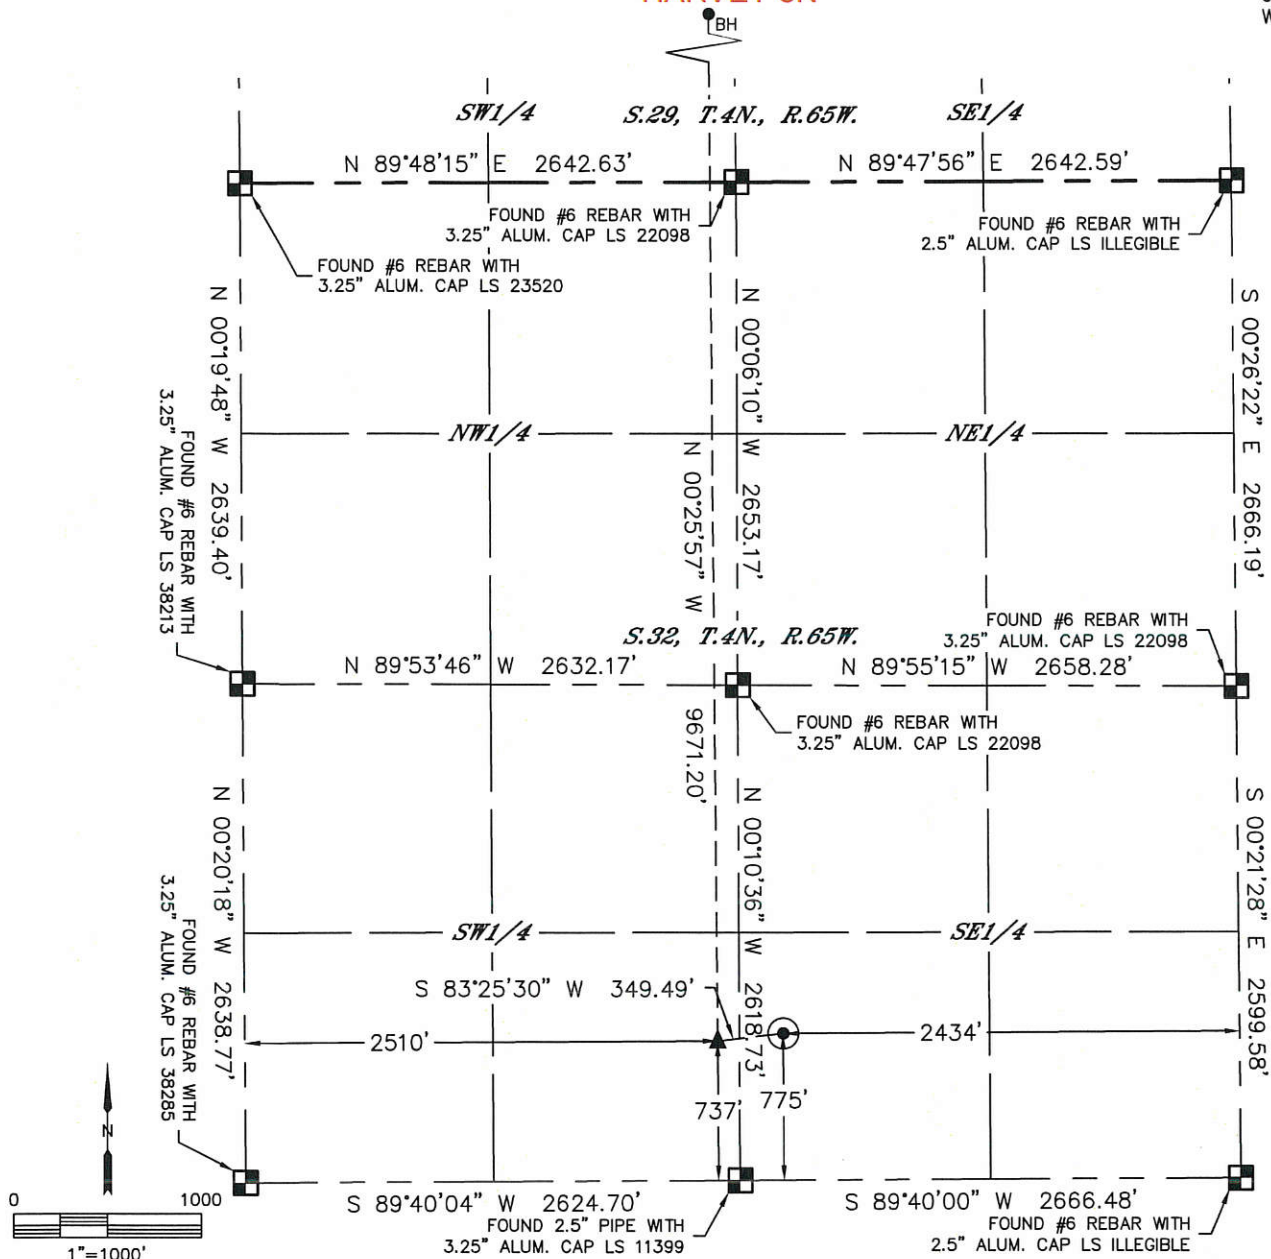 BH
SW1/4
S.29, T.4N., R.65W.
SE1/4
N 89°48'15" E 2642.63'
N 89°47'56" E 2642.59'
FOUND #6 REBAR WITH
3.25" ALUM. CAP LS 22098
FOUND #6 REBAR WITH
2.5" ALUM. CAP LS ILLEGIBLE
FOUND #6 REBAR WITH
3.25" ALUM. CAP LS 23520
N 00°19'48" W 2639.40'
N 00°06'10" W 2653.17'
S 00°26'22" E 2666.19'
NW1/4
NE1/4
N 00°25'57" W 9671.20'
FOUND #6 REBAR WITH
3.25" ALUM. CAP LS 38213
S.32, T.4N., R.65W.
FOUND #6 REBAR WITH
3.25" ALUM. CAP LS 22098
N 89°53'46" W 2632.17'
N 89°55'15" W 2658.28'
FOUND #6 REBAR WITH
3.25" ALUM. CAP LS 22098
N 00°20'18" W 2638.77'
N 00°10'36" W 2618.73'
S 00°21'28" E 2599.58'
SW1/4
SE1/4
FOUND #6 REBAR WITH
3.25" ALUM. CAP LS 38285
S 83°25'30" W 349.49'
2510'
2434'
737'
775'
N
0 1000
1"=1000'
S 89°40'04" W 2624.70'
S 89°40'00" W 2666.48'
FOUND 2.5" PIPE WITH
3.25" ALUM. CAP LS 11399
FOUND #6 REBAR WITH
2.5" ALUM. CAP LS ILLEGIBLE